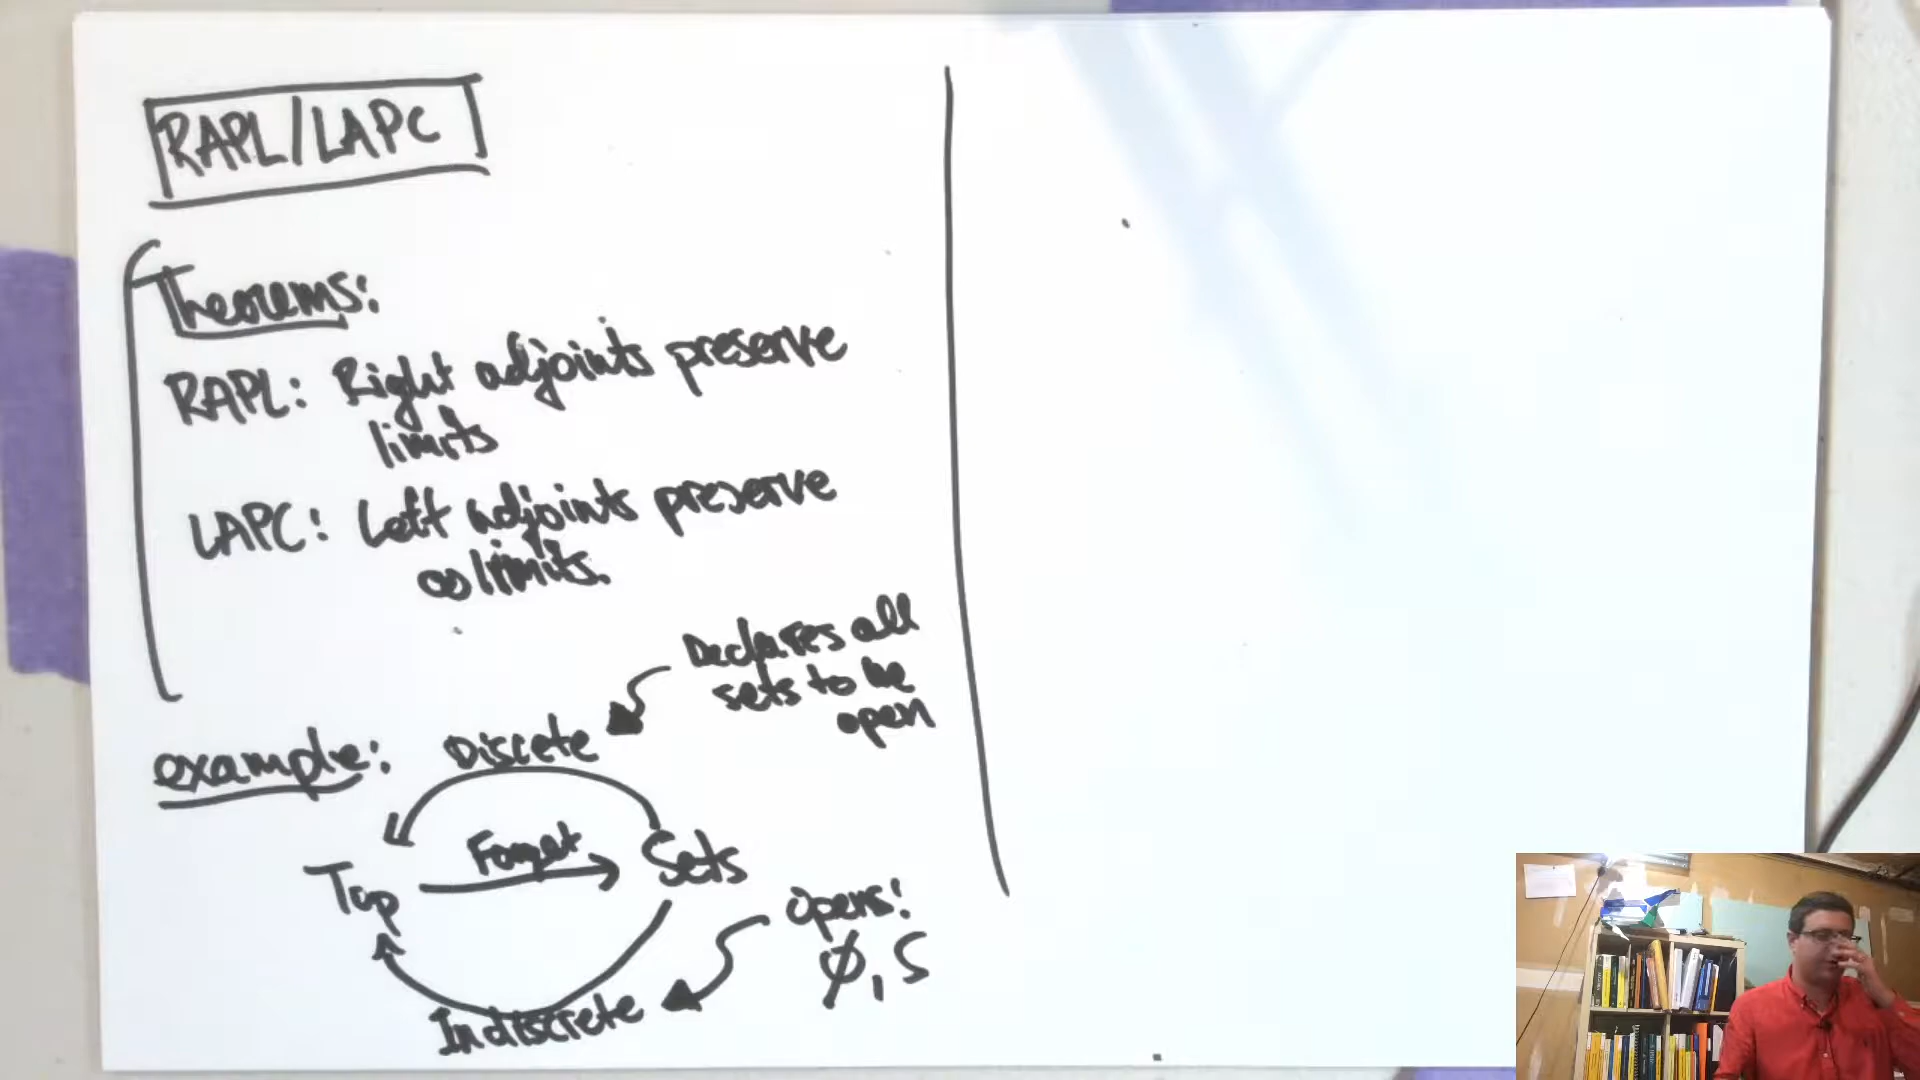 RAPL/LAPC
Theorems:
RAPL: Right adjoints preserve
limits
LAPC: Left adjoints preserve
colimits.
Declares all
sets to be
open
example: Discete
Forget
Top
Sets
Opens:
Ø, S
Indiscrete